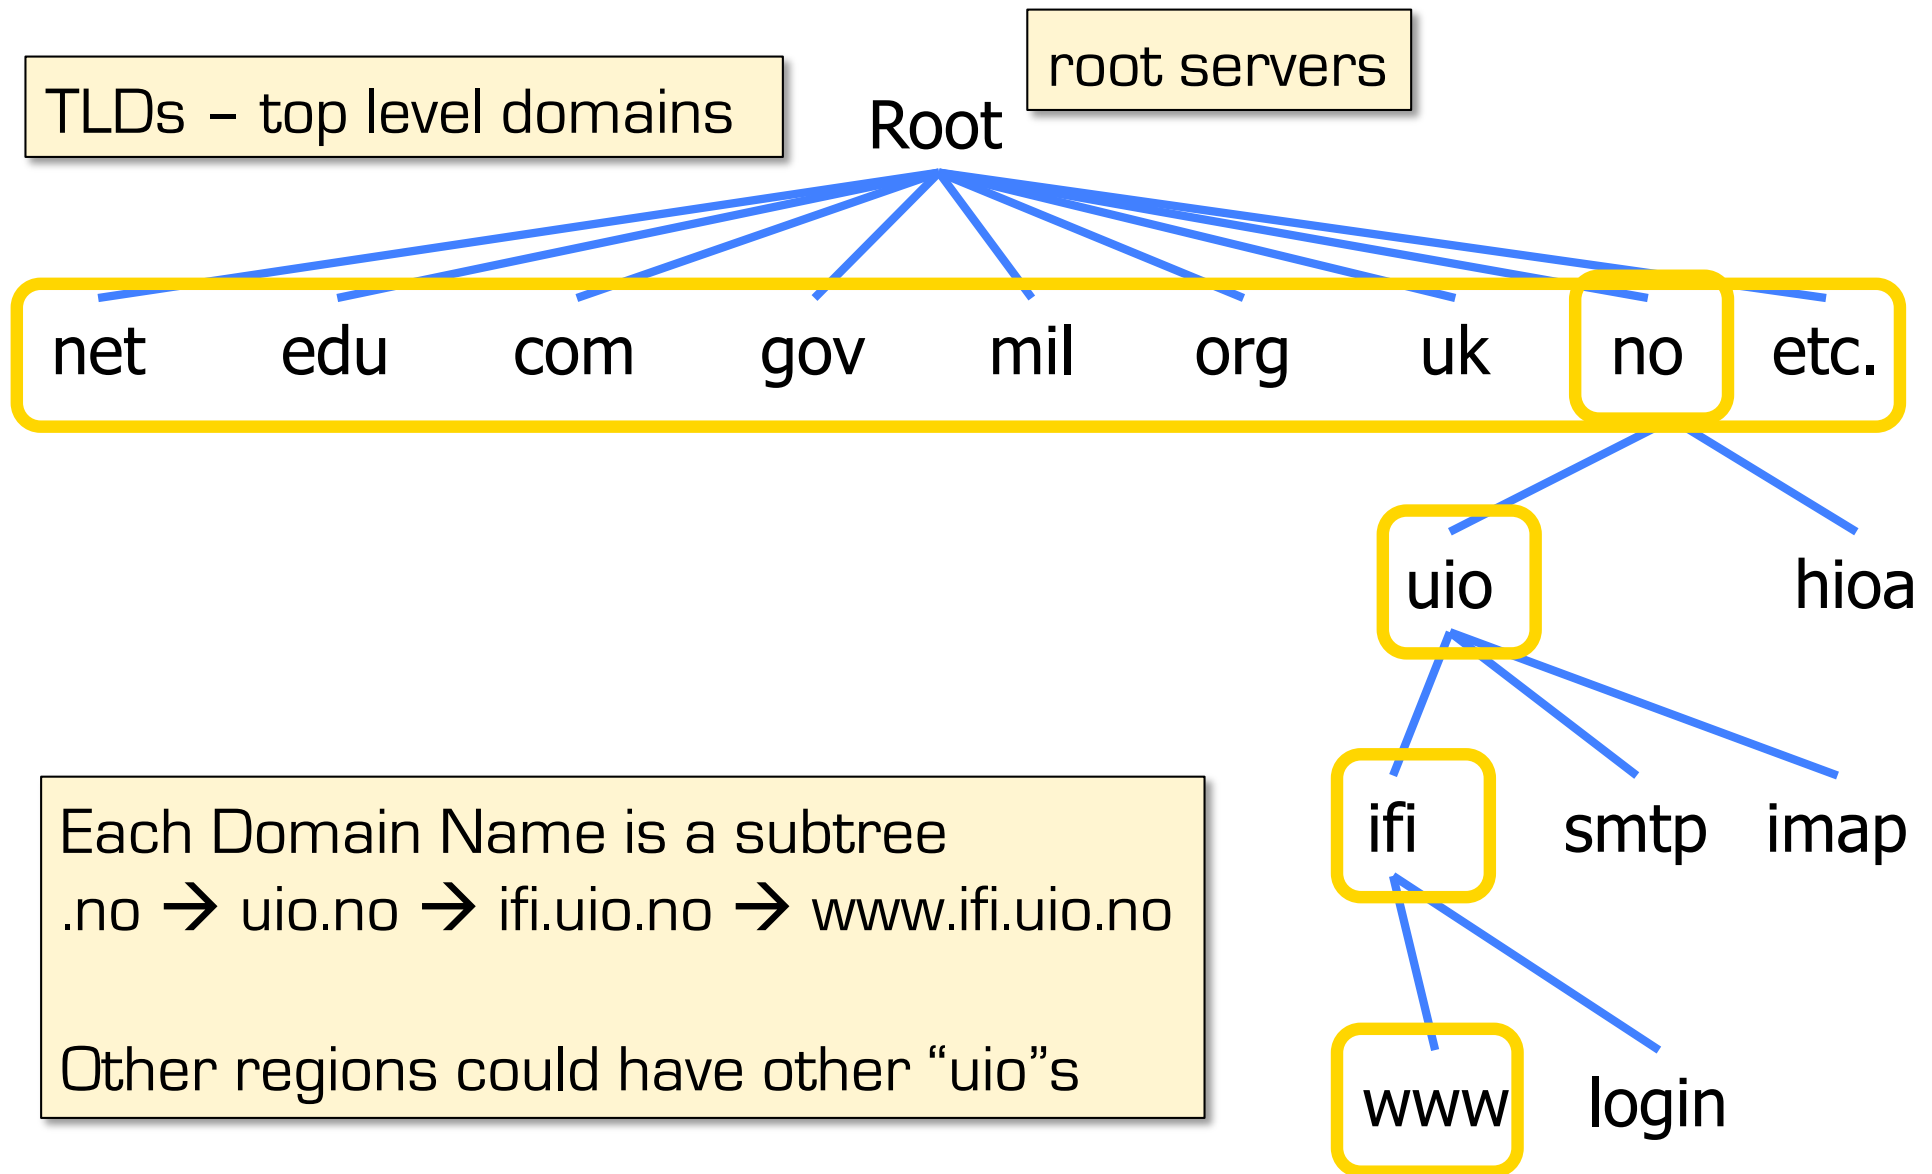 root servers
TLDs – top level domains
Root
net edu com gov mil org uk no etc.
uio hioa
ifi smtp imap
Each Domain Name is a subtree
.no → uio.no → ifi.uio.no → www.ifi.uio.no
Other regions could have other “uio”s
www login